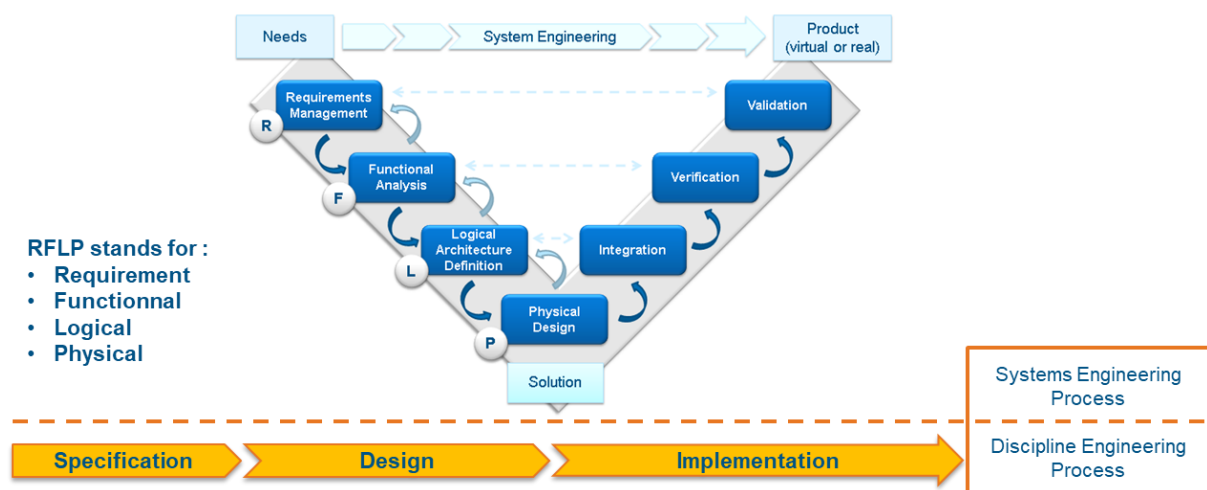 Needs
System Engineering
Product
(virtual or real)
Requirements
Management
Validation
R
Functional
Analysis
Verification
F
Logical
Architecture
Definition
Integration
L
RFLP stands for :
• Requirement
• Functionnal
• Logical
• Physical
Physical
Design
P
Solution
Systems Engineering
Process
Specification
Design
Implementation
Discipline Engineering
Process